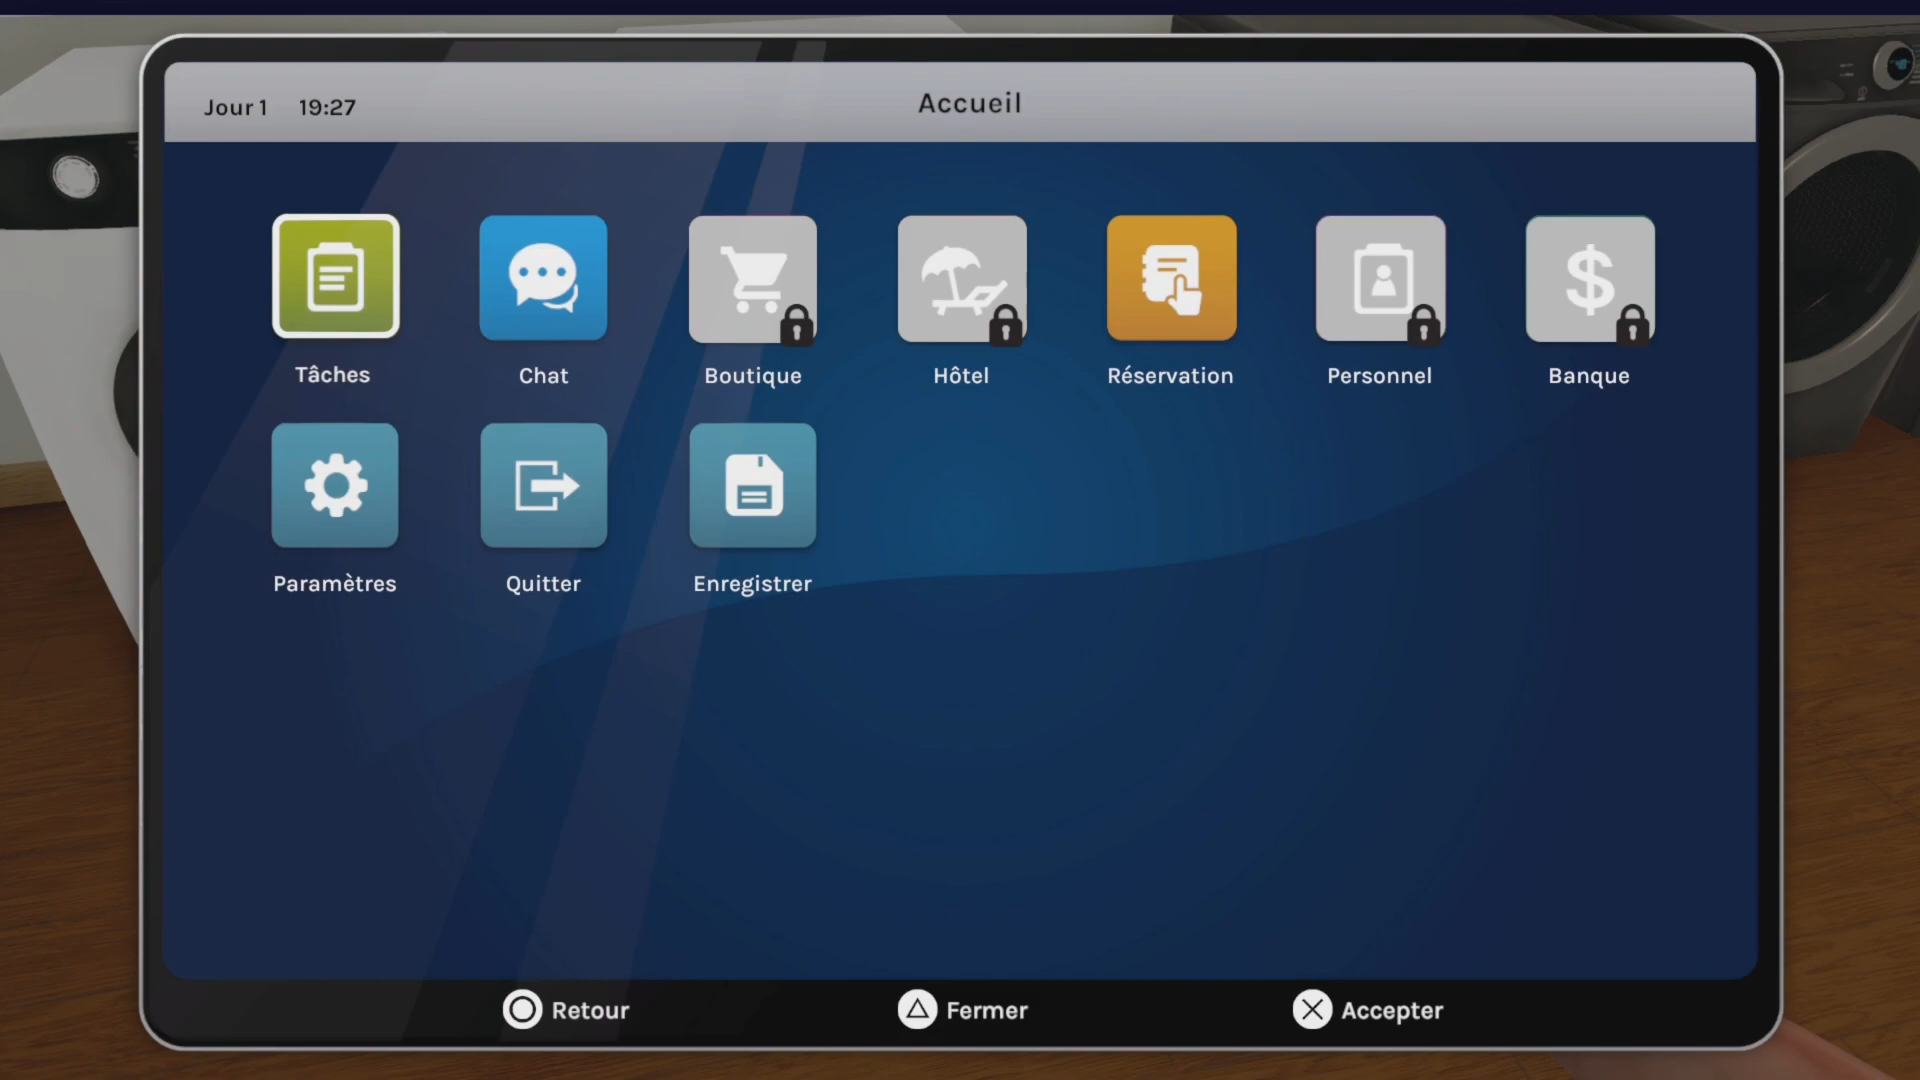 Jour 1 19:27
Accueil
Tâches
Chat
Boutique
Hôtel
Réservation
Personnel
Banque
Paramètres
Quitter
Enregistrer
Retour
Fermer
Accepter